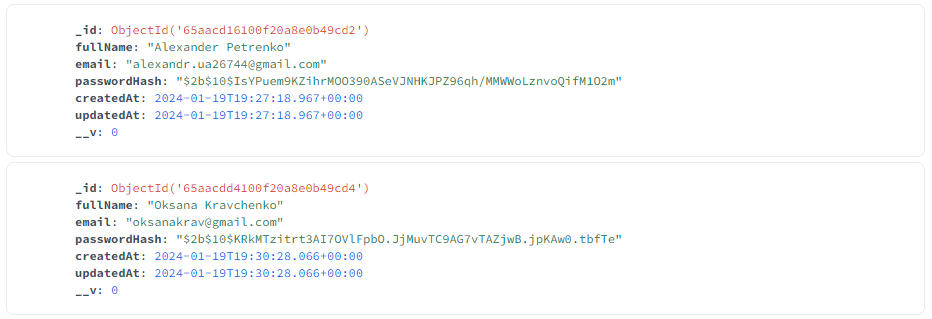 _id: ObjectId('65aacd16100f20a8e0b49cd2')
fullName: "Alexander Petrenko"
email: "alexandr.ua26744@gmail.com"
passwordHash: "$2b$10$IsYPuem9KZihrMOO390ASeVJNHKJPZ96qh/MMWWoLznvoQifM1O2m"
createdAt: 2024-01-19T19:27:18.967+00:00
updatedAt: 2024-01-19T19:27:18.967+00:00
__v: 0
_id: ObjectId('65aacdd4100f20a8e0b49cd4')
fullName: "Oksana Kravchenko"
email: "oksanakrav@gmail.com"
passwordHash: "$2b$10$KRkMTzitrt3AI7OVlFpbO.JjMuvTC9AG7vTAZjwB.jpKAw0.tbfTe"
createdAt: 2024-01-19T19:30:28.066+00:00
updatedAt: 2024-01-19T19:30:28.066+00:00
__v: 0